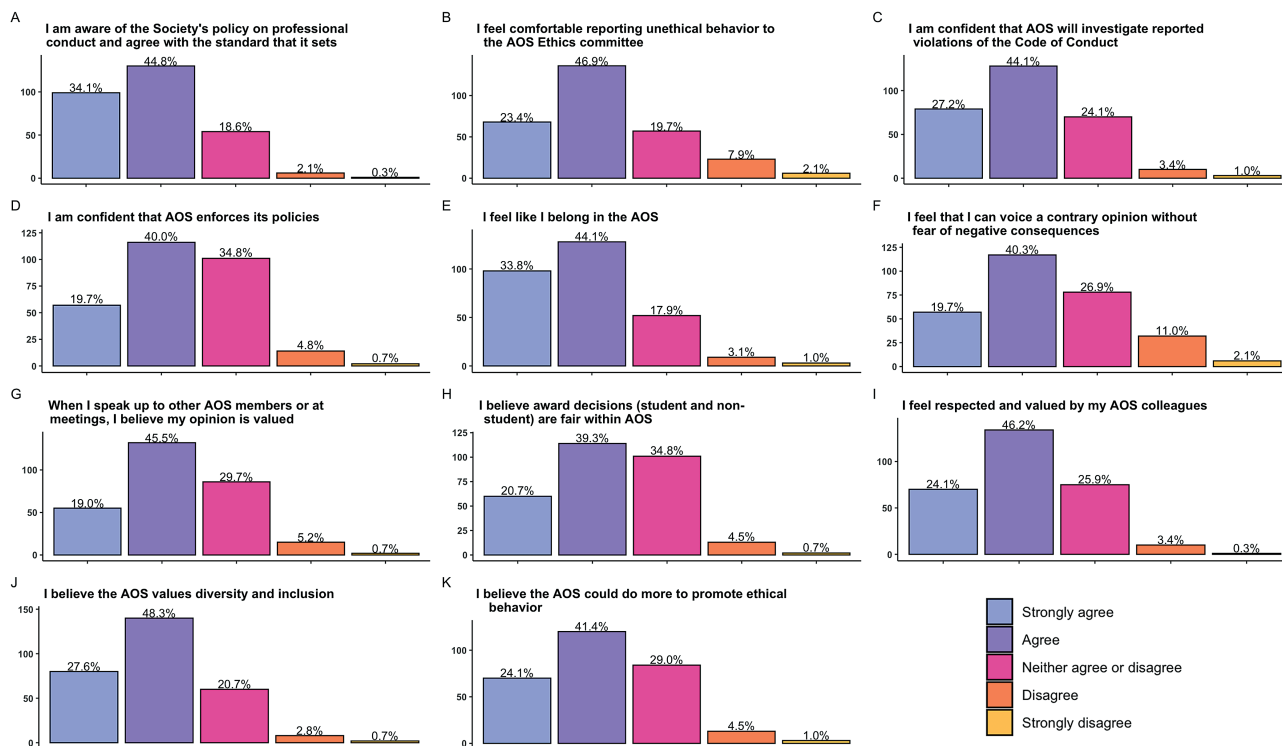 A
I am aware of the Society's policy on professional
conduct and agree with the standard that it sets
34.1%
44.8%
18.6%
2.1%
0.3%
100
50
0
B
I feel comfortable reporting unethical behavior to
the AOS Ethics committee
23.4%
46.9%
19.7%
7.9%
2.1%
100
50
0
C
I am confident that AOS will investigate reported
violations of the Code of Conduct
27.2%
44.1%
24.1%
3.4%
1.0%
100
50
0
D
I am confident that AOS enforces its policies
19.7%
40.0%
34.8%
4.8%
0.7%
125
100
75
50
25
0
E
I feel like I belong in the AOS
33.8%
44.1%
17.9%
3.1%
1.0%
100
50
0
F
I feel that I can voice a contrary opinion without
fear of negative consequences
19.7%
40.3%
26.9%
11.0%
2.1%
125
100
75
50
25
0
G
When I speak up to other AOS members or at
meetings, I believe my opinion is valued
19.0%
45.5%
29.7%
5.2%
0.7%
100
50
0
H
I believe award decisions (student and non-
student) are fair within AOS
20.7%
39.3%
34.8%
4.5%
0.7%
125
100
75
50
25
0
I
I feel respected and valued by my AOS colleagues
24.1%
46.2%
25.9%
3.4%
0.3%
100
50
0
J
I believe the AOS values diversity and inclusion
27.6%
48.3%
20.7%
2.8%
0.7%
150
100
50
0
K
I believe the AOS could do more to promote ethical
behavior
24.1%
41.4%
29.0%
4.5%
1.0%
100
50
0
Strongly agree
Agree
Neither agree or disagree
Disagree
Strongly disagree